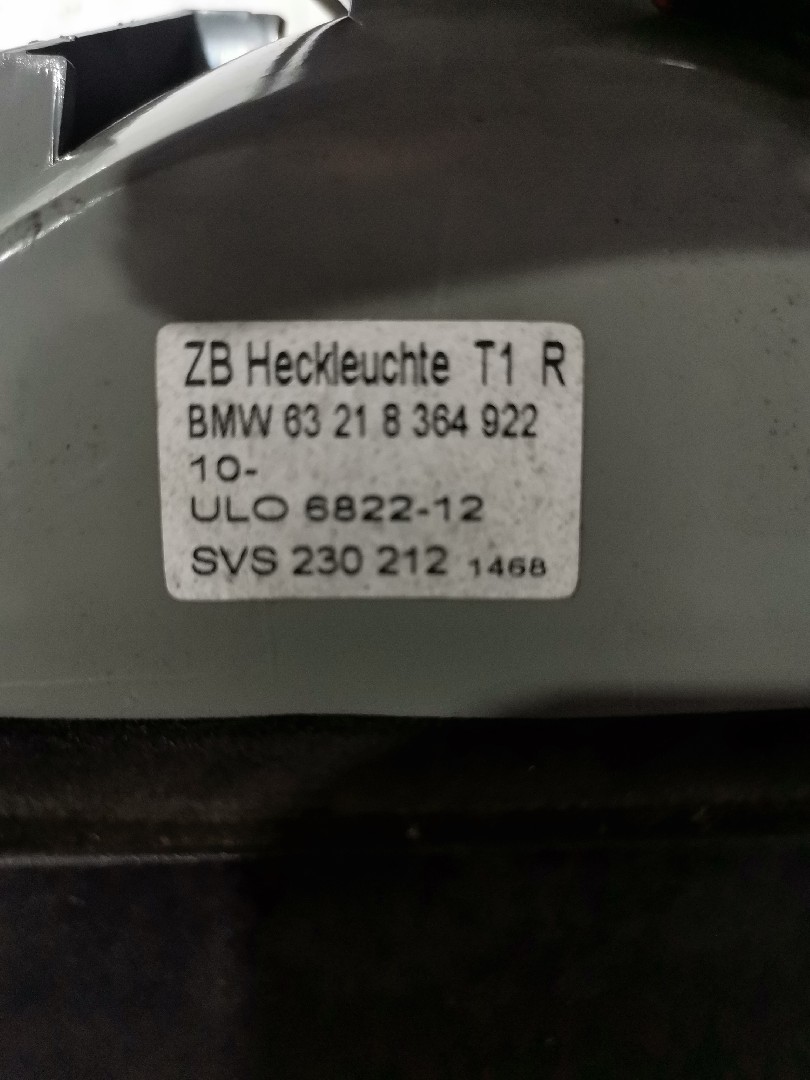 ZB Heckleuchte T1 R
BMW 63 21 8 364 922
10-
ULO 6822-12
SVS 230 212 1468